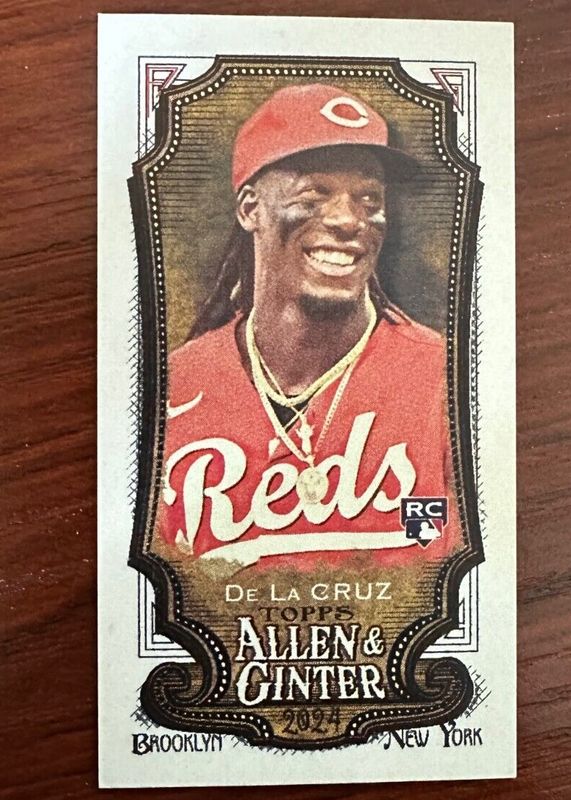 C
Reds
RC
De La Cruz
TOPPS
ALLEN &
GINTER
2024
BROOKLYN NEW YORK